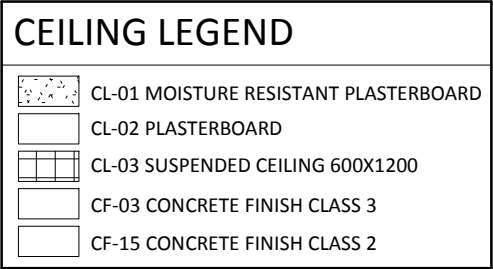 CEILING LEGEND
CL-01 MOISTURE RESISTANT PLASTERBOARD
CL-02 PLASTERBOARD
CL-03 SUSPENDED CEILING 600X1200
CF-03 CONCRETE FINISH CLASS 3
CF-15 CONCRETE FINISH CLASS 2